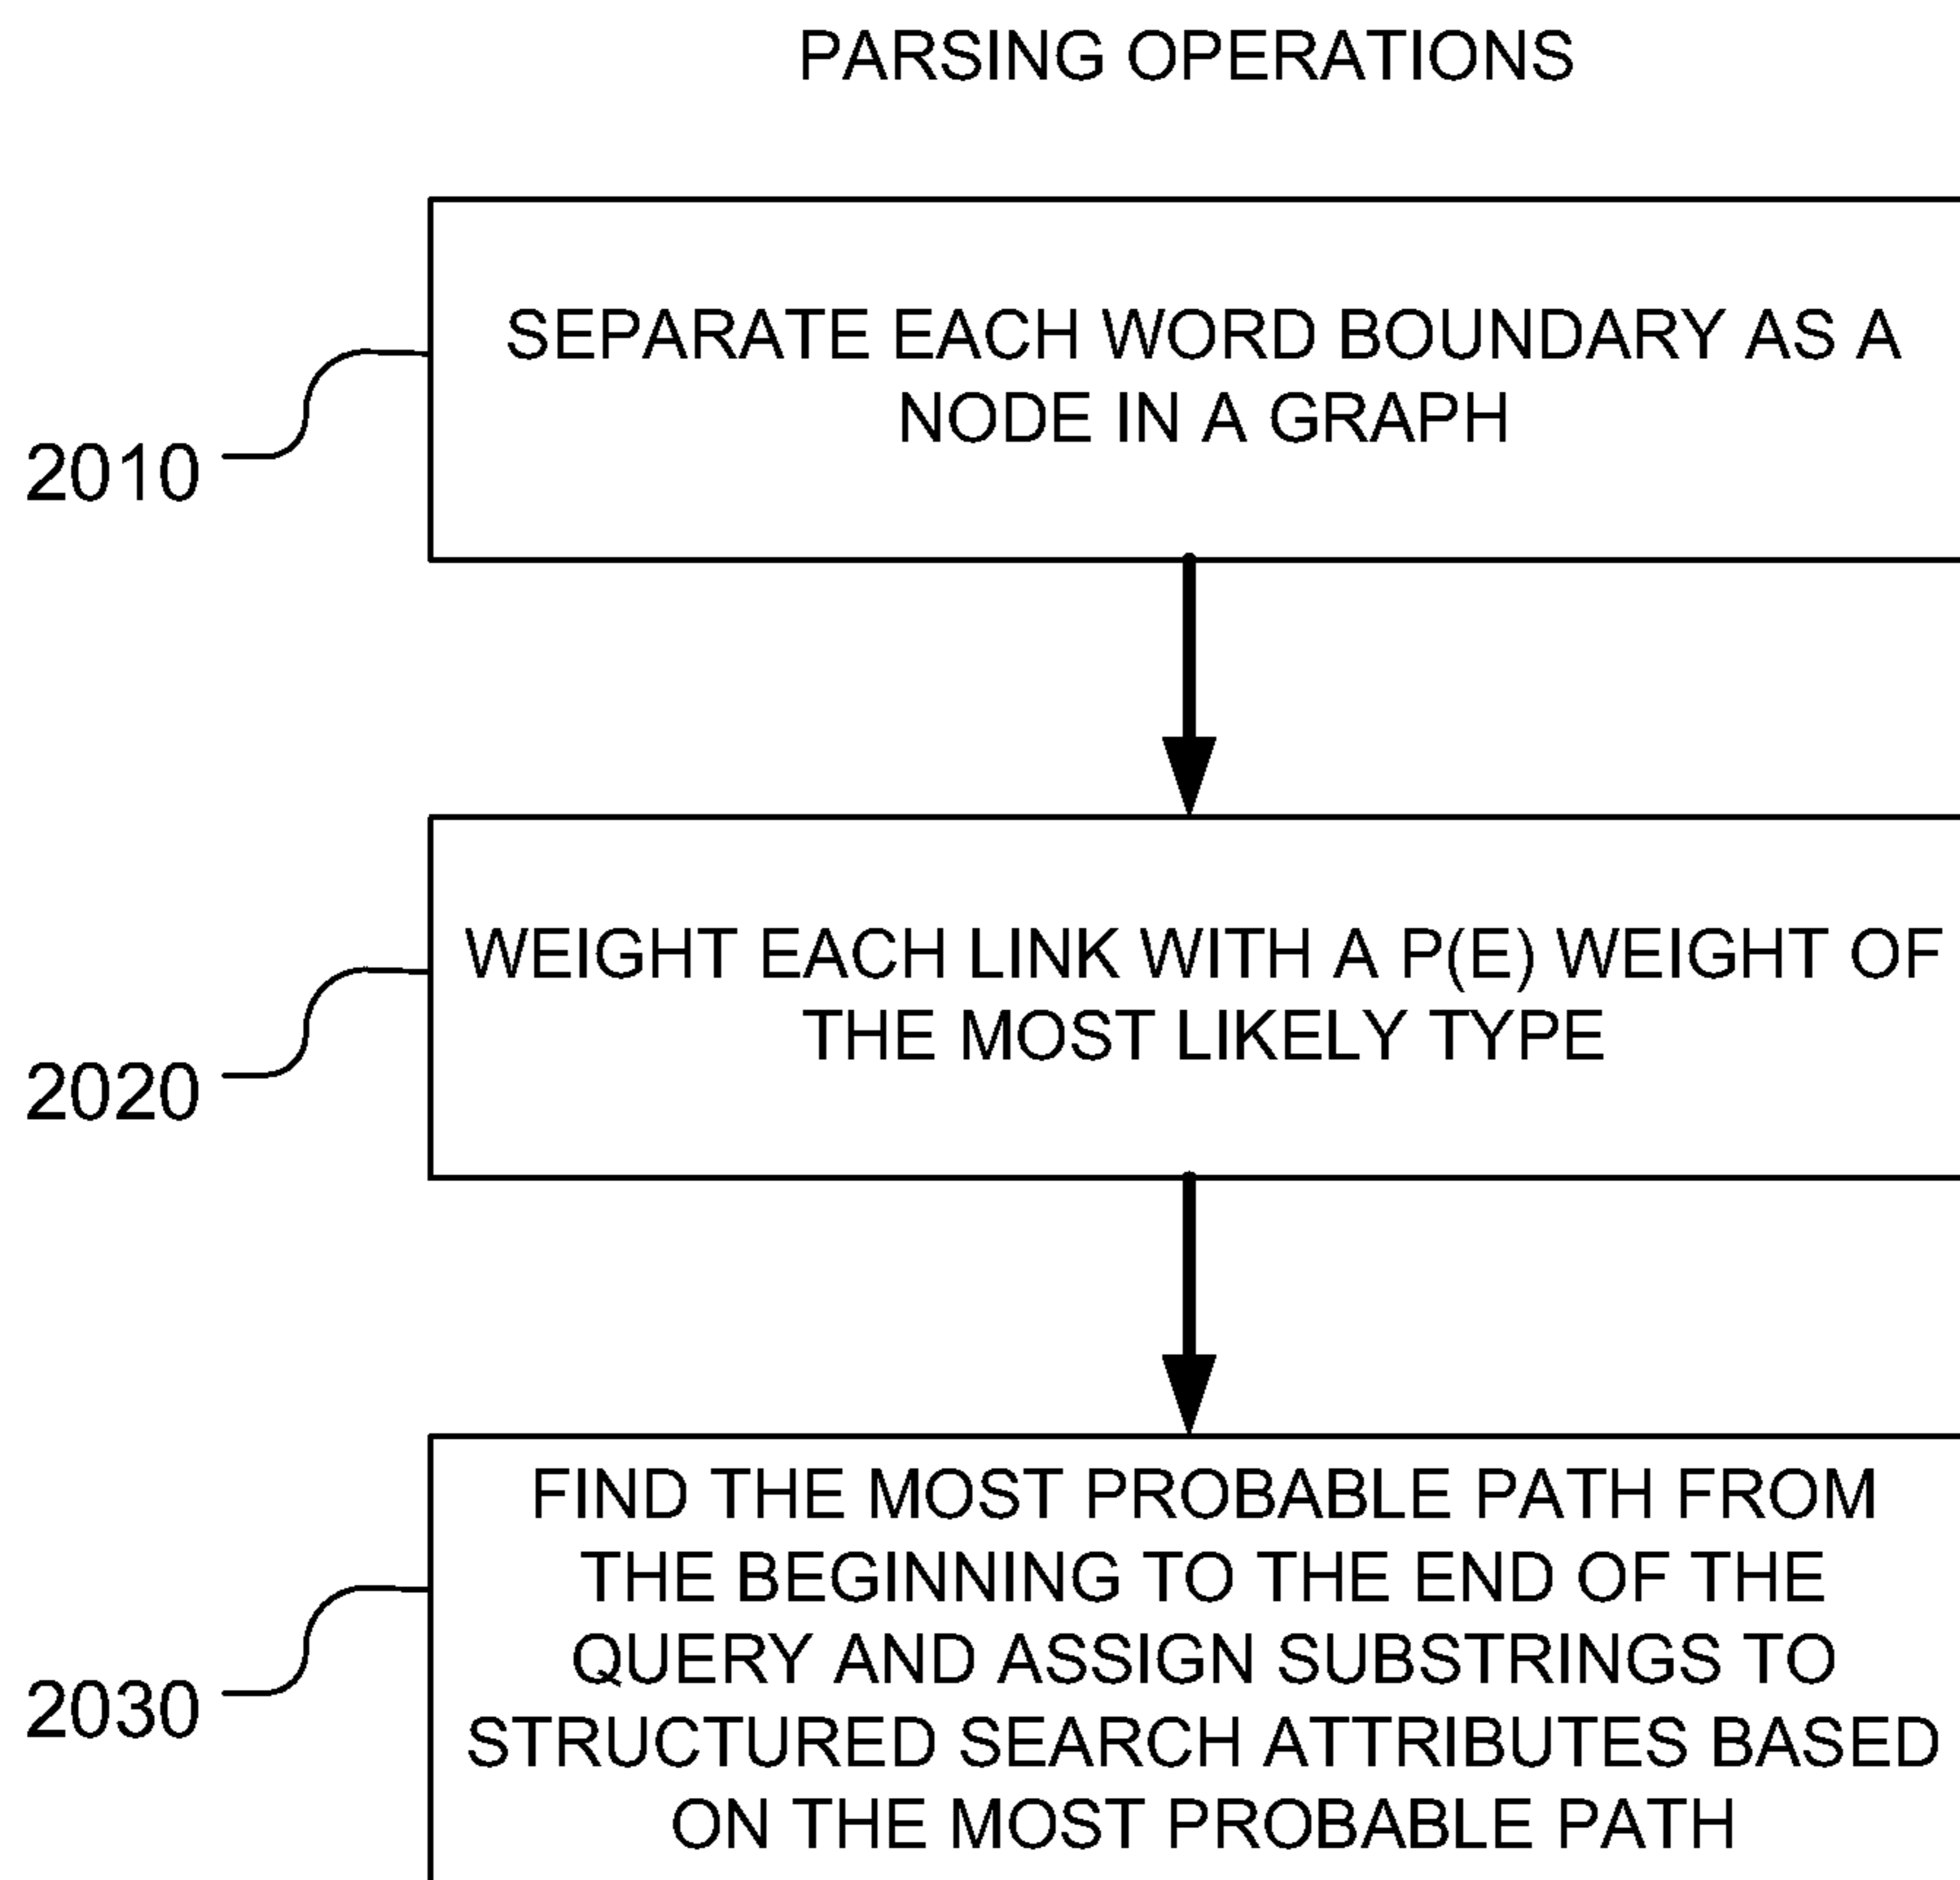 PARSING OPERATIONS
SEPARATE EACH WORD BOUNDARY AS A
NODE IN A GRAPH
2010
WEIGHT EACH LINK WITH A P(E) WEIGHT OF
THE MOST LIKELY TYPE
2020
FIND THE MOST PROBABLE PATH FROM
THE BEGINNING TO THE END OF THE
QUERY AND ASSIGN SUBSTRINGS TO
STRUCTURED SEARCH ATTRIBUTES BASED
ON THE MOST PROBABLE PATH
2030